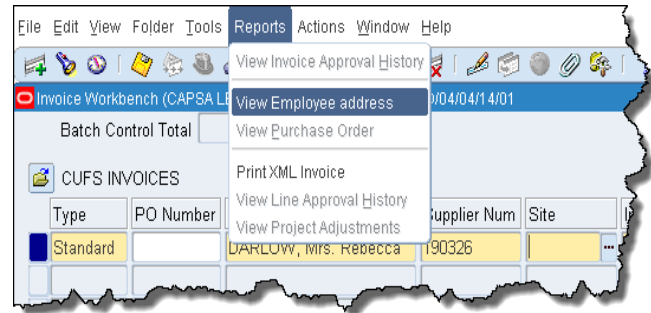 File Edit View Folder Tools Reports Actions Window Help
View Invoice Approval History
Invoice Workbench (CAPSA LE
View Employee address
0/04/04/14/01
Batch Control Total
View Purchase Order
CUFS INVOICES
Print XML Invoice
View Line Approval History
Type PO Number
View Project Adjustments
Supplier Num Site
Standard DARLOW, Mrs. Rebecca 190326